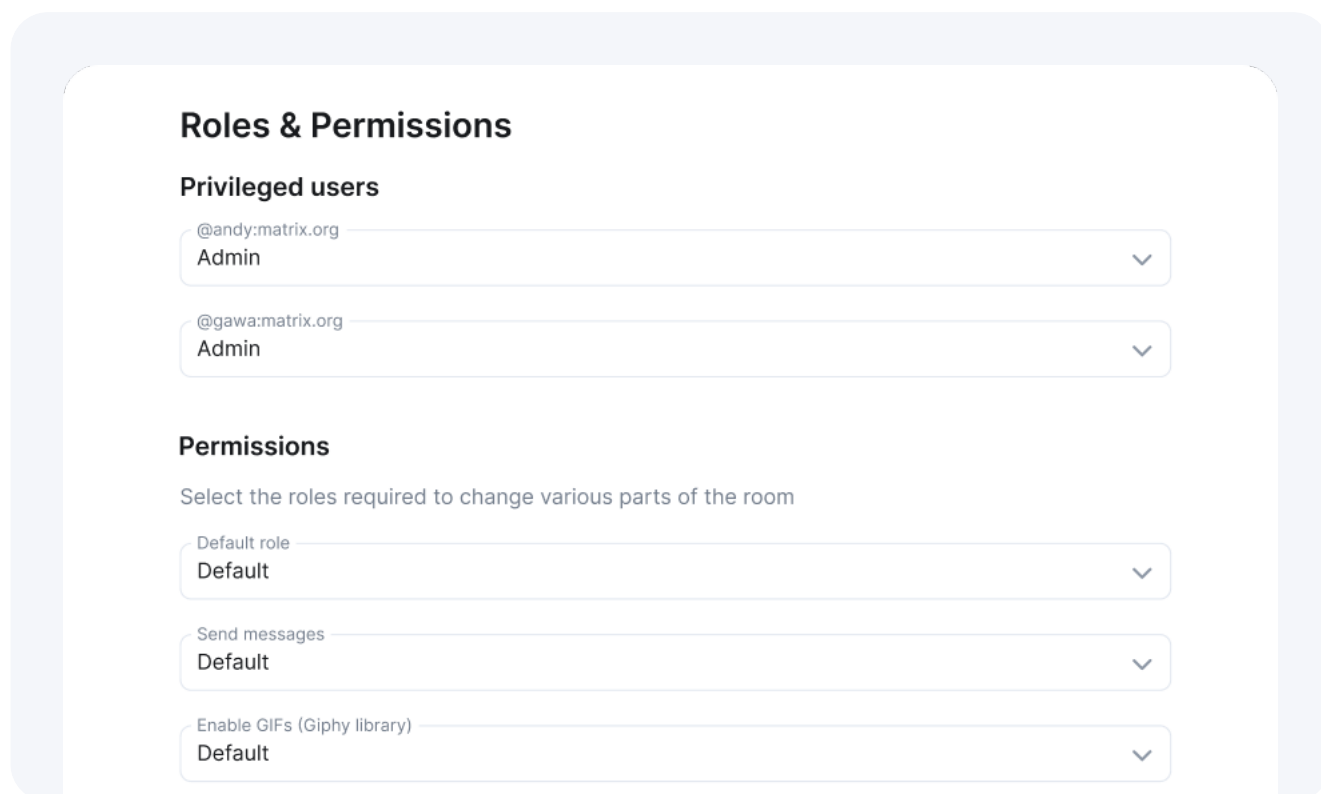 Roles & Permissions
Privileged users
@andy:matrix.org
Admin
@gawa:matrix.org
Admin
Permissions
Select the roles required to change various parts of the room
Default role
Default
Send messages
Default
Enable GIFs (Giphy library)
Default